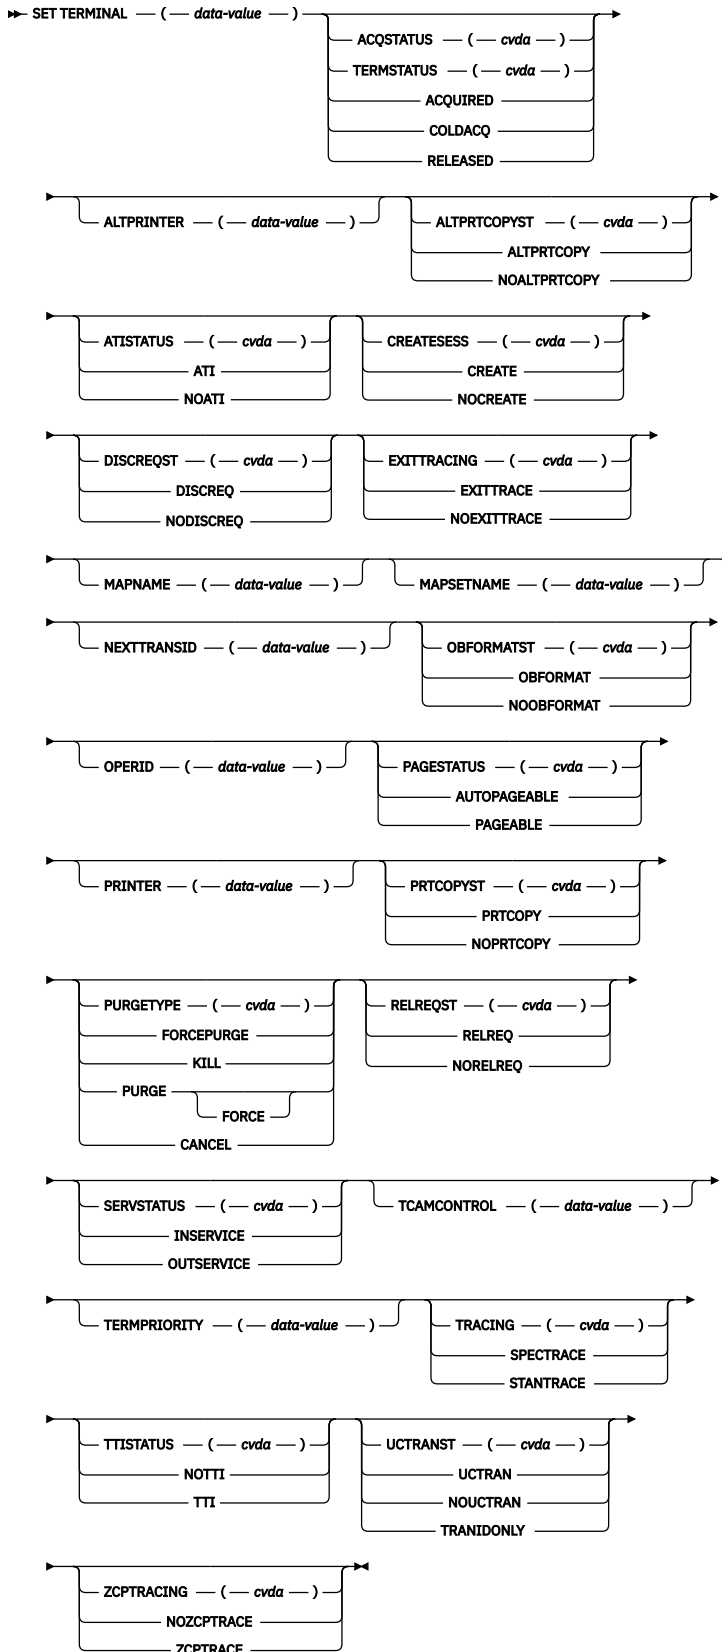 SET TERMINAL ( data-value )
ACQSTATUS ( cvda )
TERMSTATUS ( cvda )
ACQUIRED
COLDACQ
RELEASED
ALTPRINTER ( data-value )
ALTPRTCOPYST ( cvda )
ALTPRTCOPY
NOALTPRTCOPY
ATISTATUS ( cvda )
ATI
NOATI
CREATESESS ( cvda )
CREATE
NOCREATE
DISCREQST ( cvda )
DISCREQ
NODISCREQ
EXITTRACING ( cvda )
EXITTRACE
NOEXITTRACE
MAPNAME ( data-value )
MAPSETNAME ( data-value )
NEXTTRANSID ( data-value )
OBFORMATST ( cvda )
OBFORMAT
NOOBFORMAT
OPERID ( data-value )
PAGESTATUS ( cvda )
AUTOPAGEABLE
PAGEABLE
PRINTER ( data-value )
PRTCOPYST ( cvda )
PRTCOPY
NOPRTCOPY
PURGETYPE ( cvda )
FORCEPURGE
KILL
PURGE
FORCE
CANCEL
RELREQST ( cvda )
RELREQ
NORELREQ
SERVSTATUS ( cvda )
INSERVICE
OUTSERVICE
TCAMCONTROL ( data-value )
TERMPRIORITY ( data-value )
TRACING ( cvda )
SPECTRACE
STANTRACE
TTISTATUS ( cvda )
NOTTI
TTI
UCTRANST ( cvda )
UCTRAN
NOUCTRAN
TRANIDONLY
ZCPTRACING ( cvda )
NOZCPTRACE
ZCPTRACE